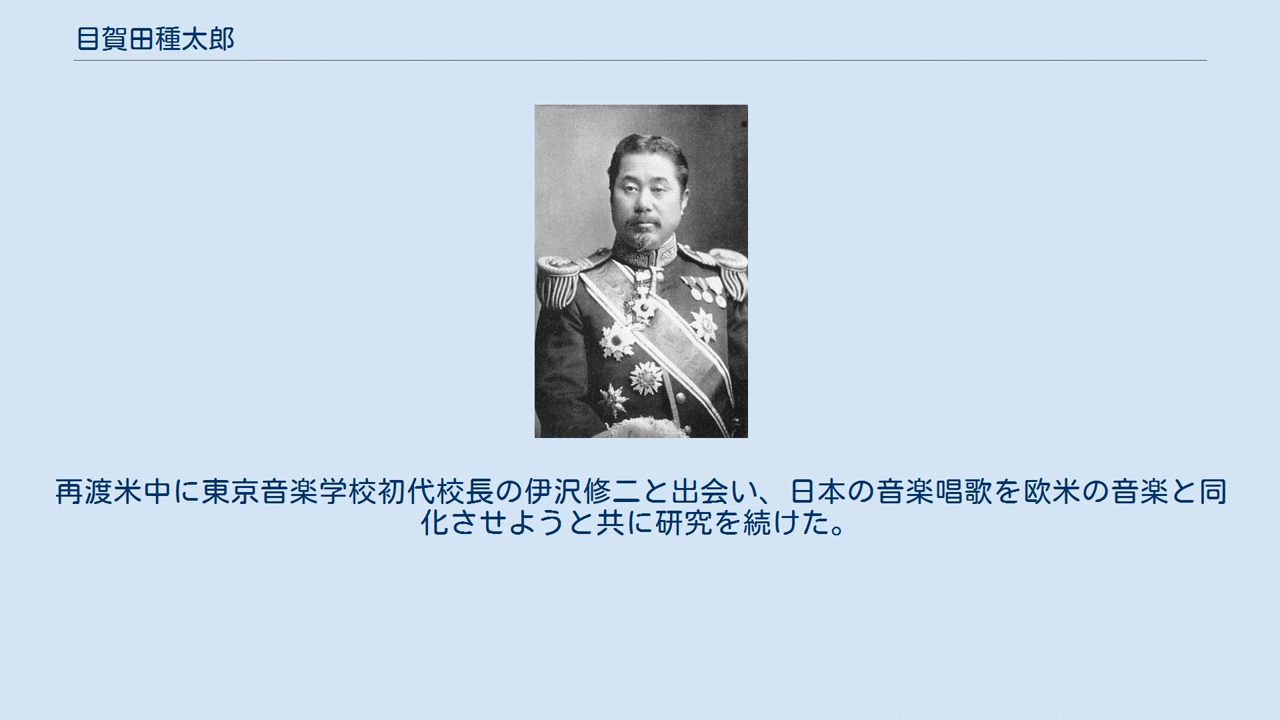 目賀田種太郎
再渡米中に東京音楽学校初代校長の伊沢修二と出会い、日本の音楽唱歌を欧米の音楽と同
化させようと共に研究を続けた。